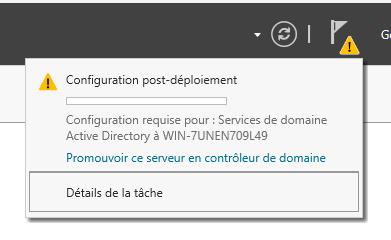 Ge
Configuration post-déploiement
Configuration requise pour : Services de domaine
Active Directory à WIN-7UNEN709L49
Promouvoir ce serveur en contrôleur de domaine
Détails de la tâche